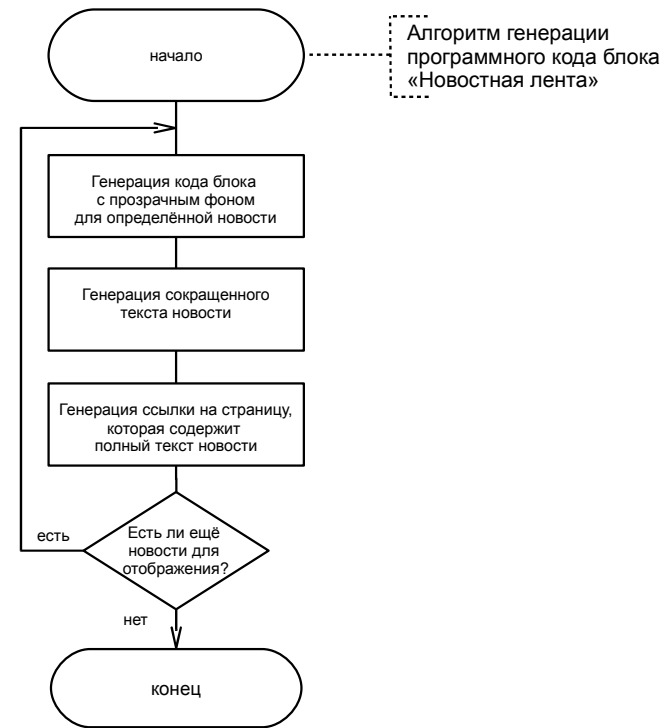 начало
Алгоритм генерации
программного кода блока
«Новостная лента»
Генерация кода блока
с прозрачным фоном
для определённой новости
Генерация сокращенного
текста новости
Генерация ссылки на страницу,
которая содержит
полный текст новости
есть
Есть ли ещё
новости для
отображения?
нет
конец